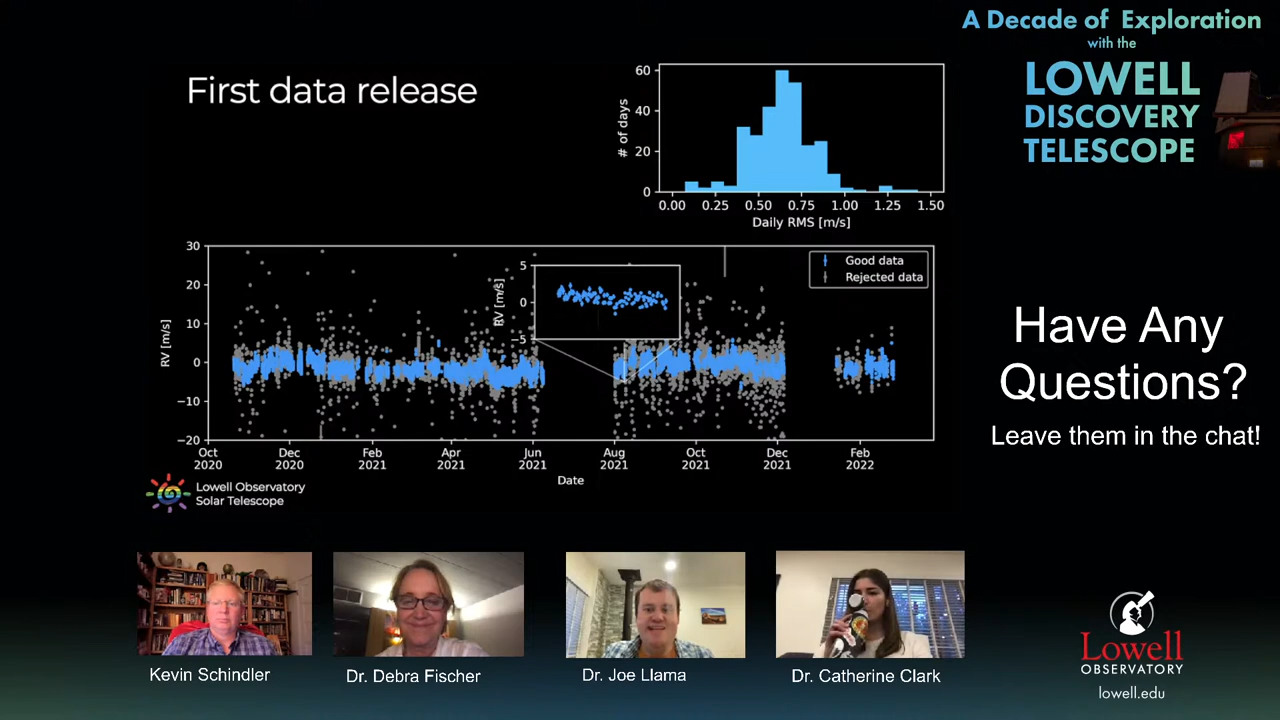 A Decade of Exploration
with the
LOWELL
DISCOVERY
TELESCOPE
First data release
60
40
20
0
# of days
0.00 0.25 0.50 0.75 1.00 1.25 1.50
Daily RMS [m/s]
30
20
10
0
−10
−20
RV [m/s]
5
0
−5
RV [m/s]
Good data
Rejected data
Oct Dec Feb Apr Jun Aug Oct Dec Feb
2020 2020 2021 2021 2021 2021 2021 2021 2022
Date
Lowell Observatory
Solar Telescope
Have Any
Questions?
Leave them in the chat!
Kevin Schindler
Dr. Debra Fischer
Dr. Joe Llama
Dr. Catherine Clark
Lowell
OBSERVATORY
lowell.edu